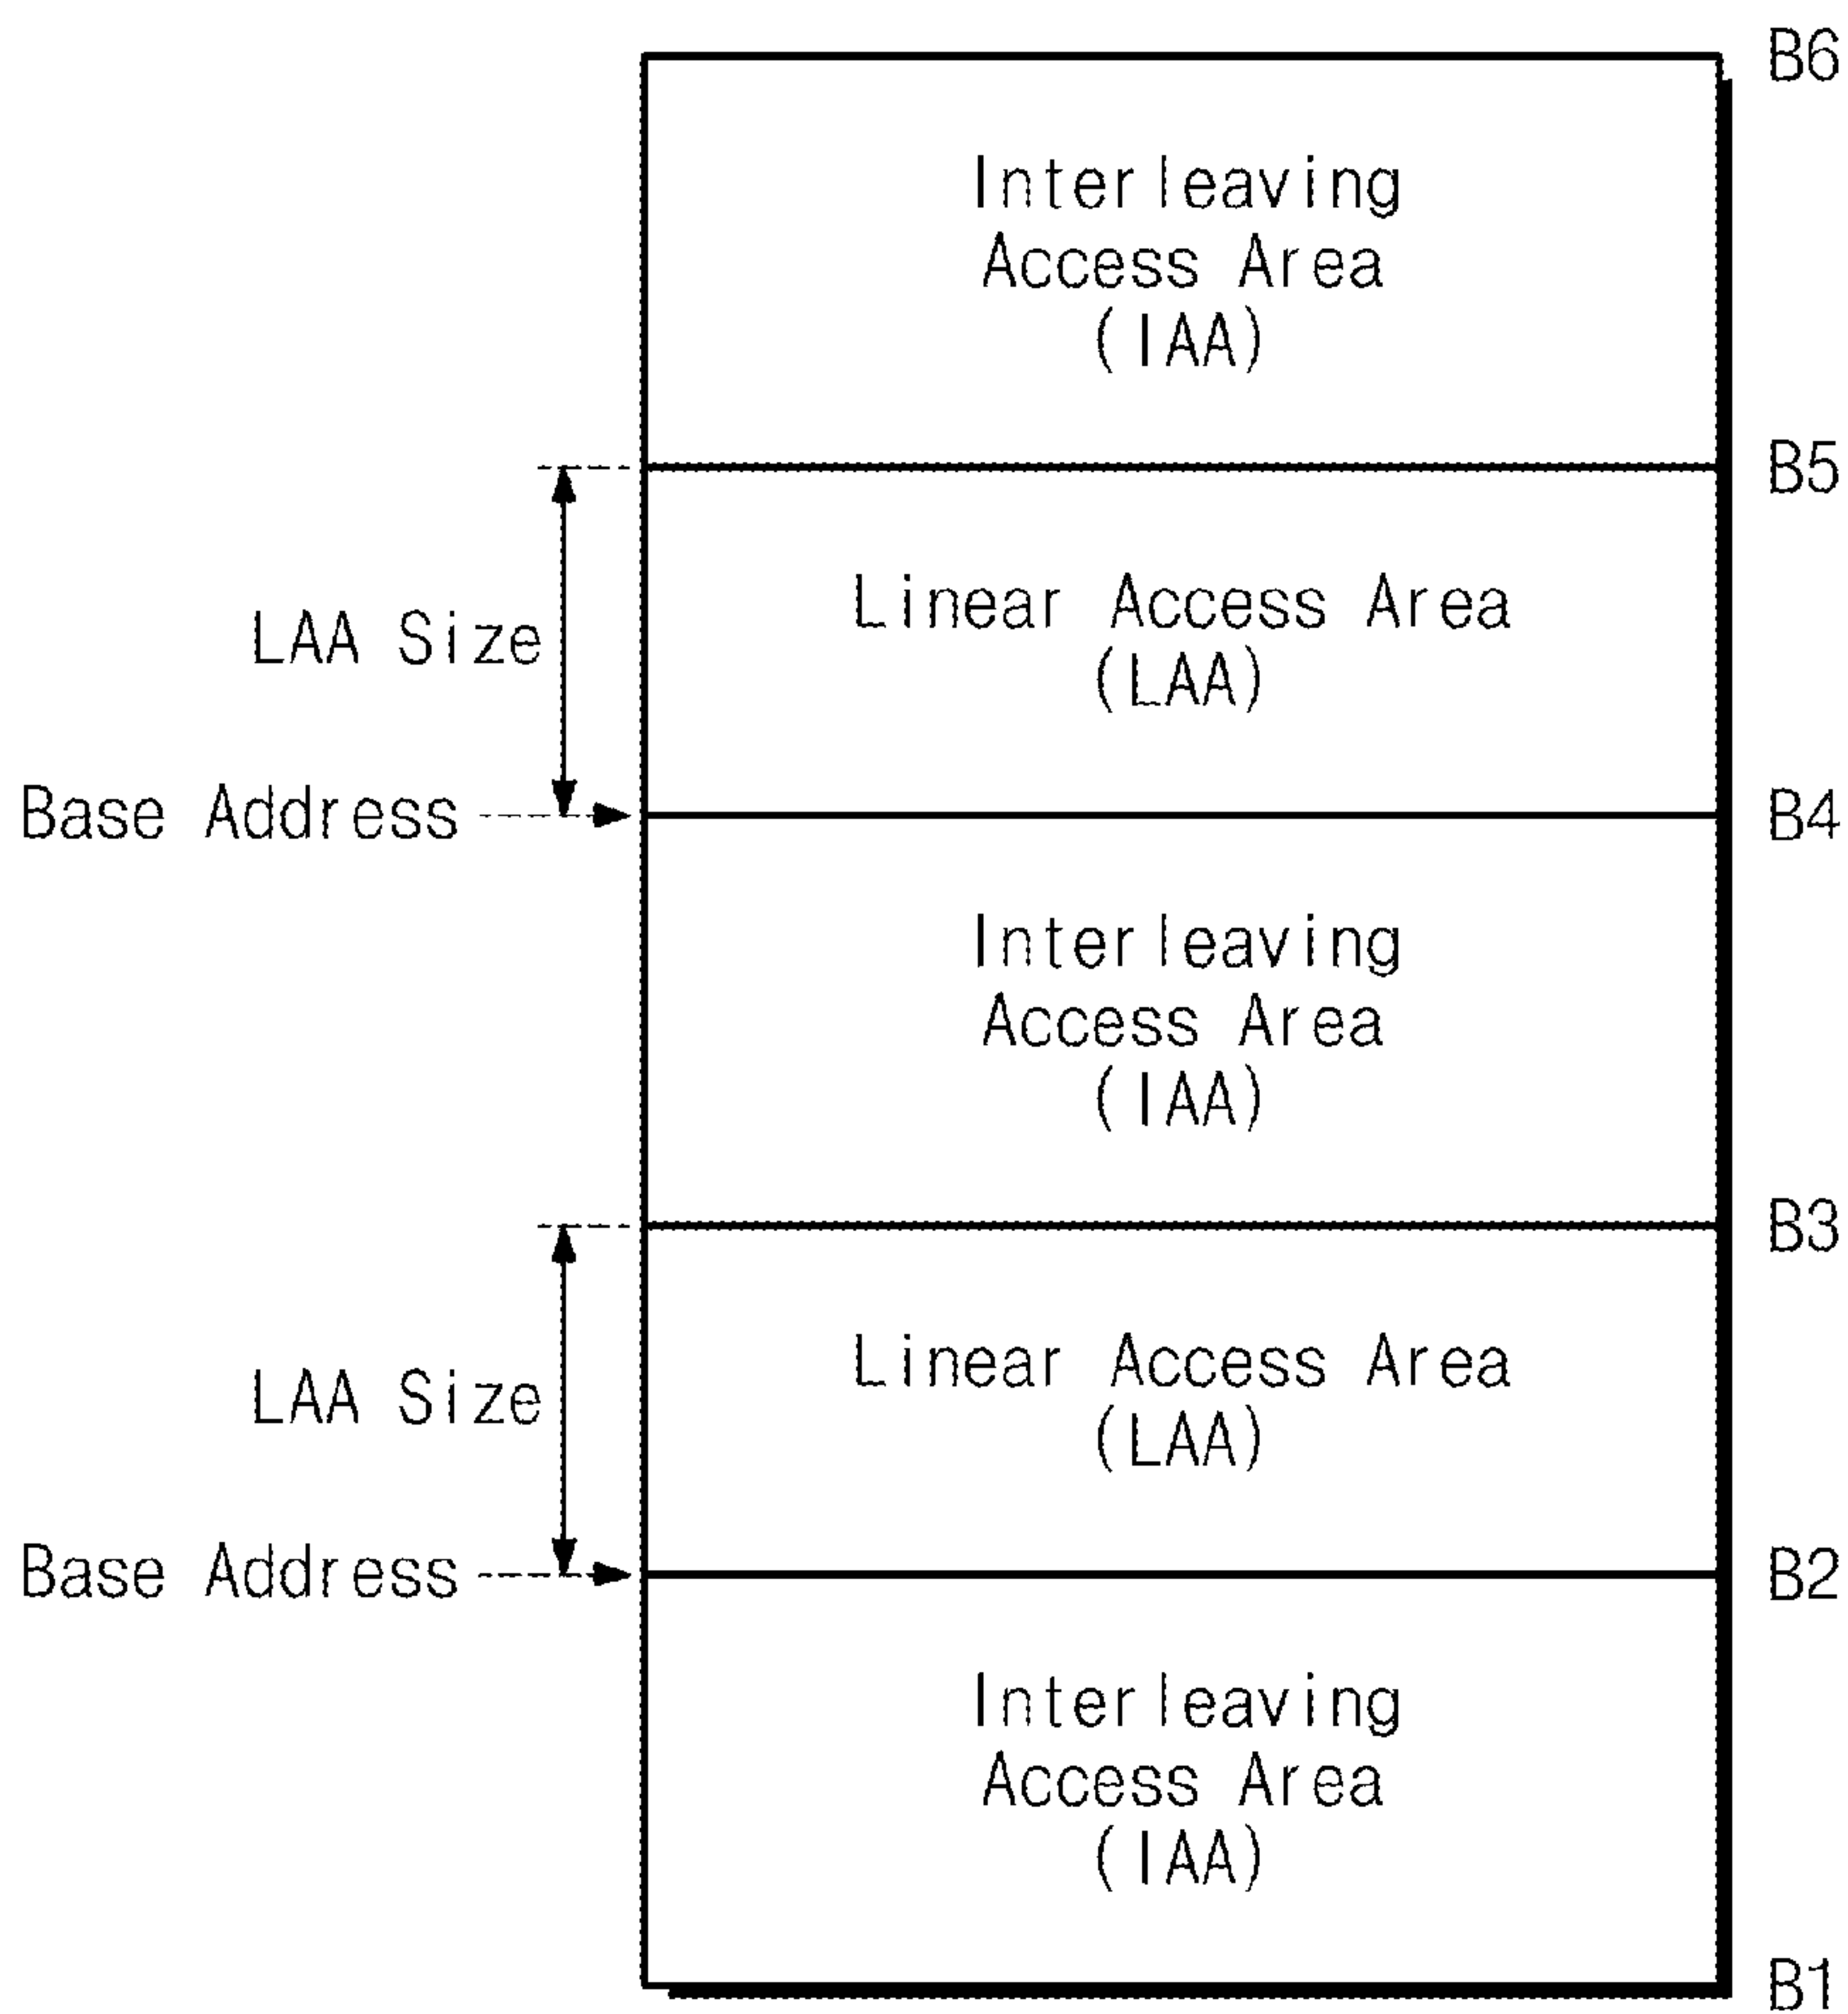 B6
Interleaving
Access Area
(IAA)
B5
Linear Access Area
(LAA)
LAA Size
Base Address
B4
Interleaving
Access Area
(IAA)
B3
Linear Access Area
(LAA)
LAA Size
Base Address
B2
Interleaving
Access Area
(IAA)
B1